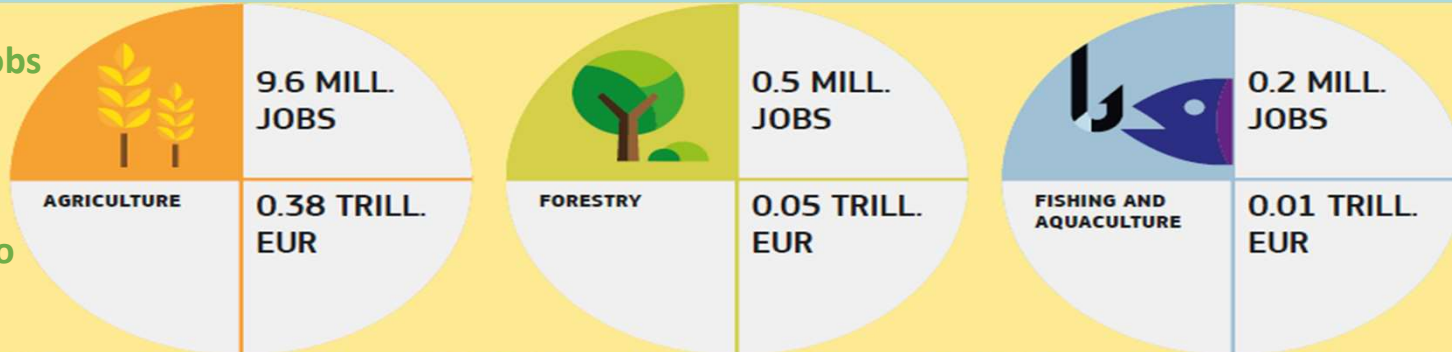 obs
9.6 MILL.
JOBS
AGRICULTURE
0.38 TRILL.
EUR
0.5 MILL.
JOBS
FORESTRY
0.05 TRILL.
EUR
0.2 MILL.
JOBS
FISHING AND
AQUACULTURE
0.01 TRILL.
EUR
o